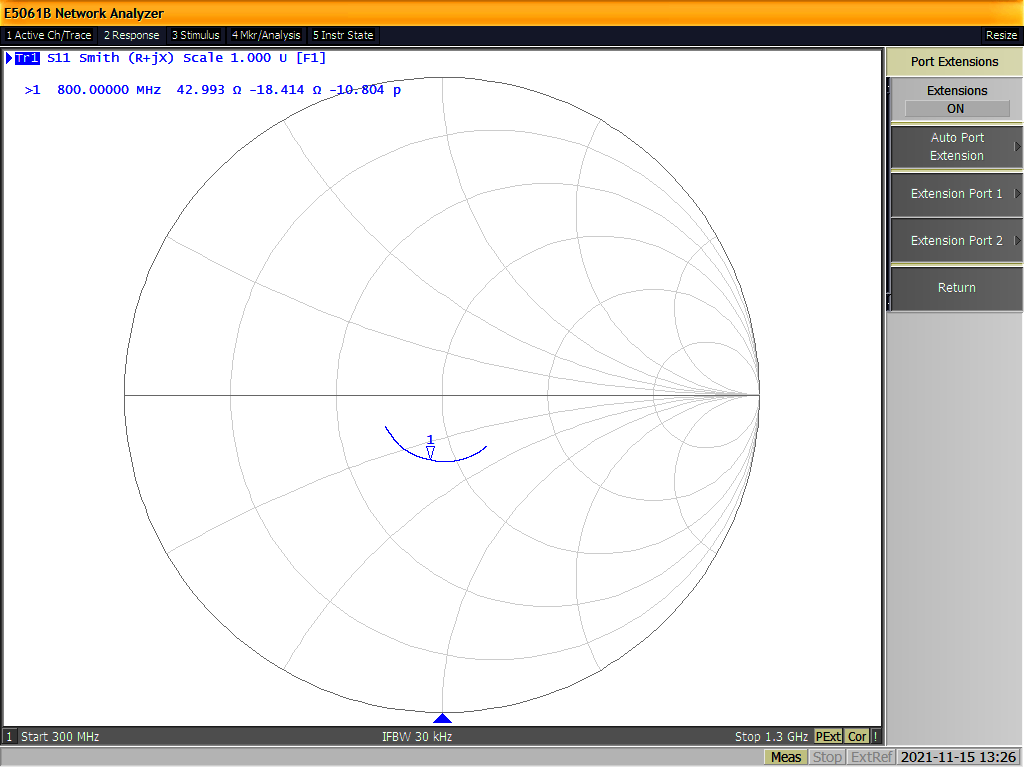 E5061B Network Analyzer
1 Active Ch/Trace 2 Response 3 Stimulus 4 Mkr/Analysis 5 Instr State Resize
Tr1 S11 Smith (R+jX) Scale 1.000 U [F1]
>1 800.00000 MHz 42.993 Ω -18.414 Ω -10.804 p
1
Port Extensions
Extensions
ON
Auto Port
Extension
Extension Port 1
Extension Port 2
Return
1 Start 300 MHz IFBW 30 kHz Stop 1.3 GHz PExt Cor !
Meas Stop ExtRef 2021-11-15 13:26